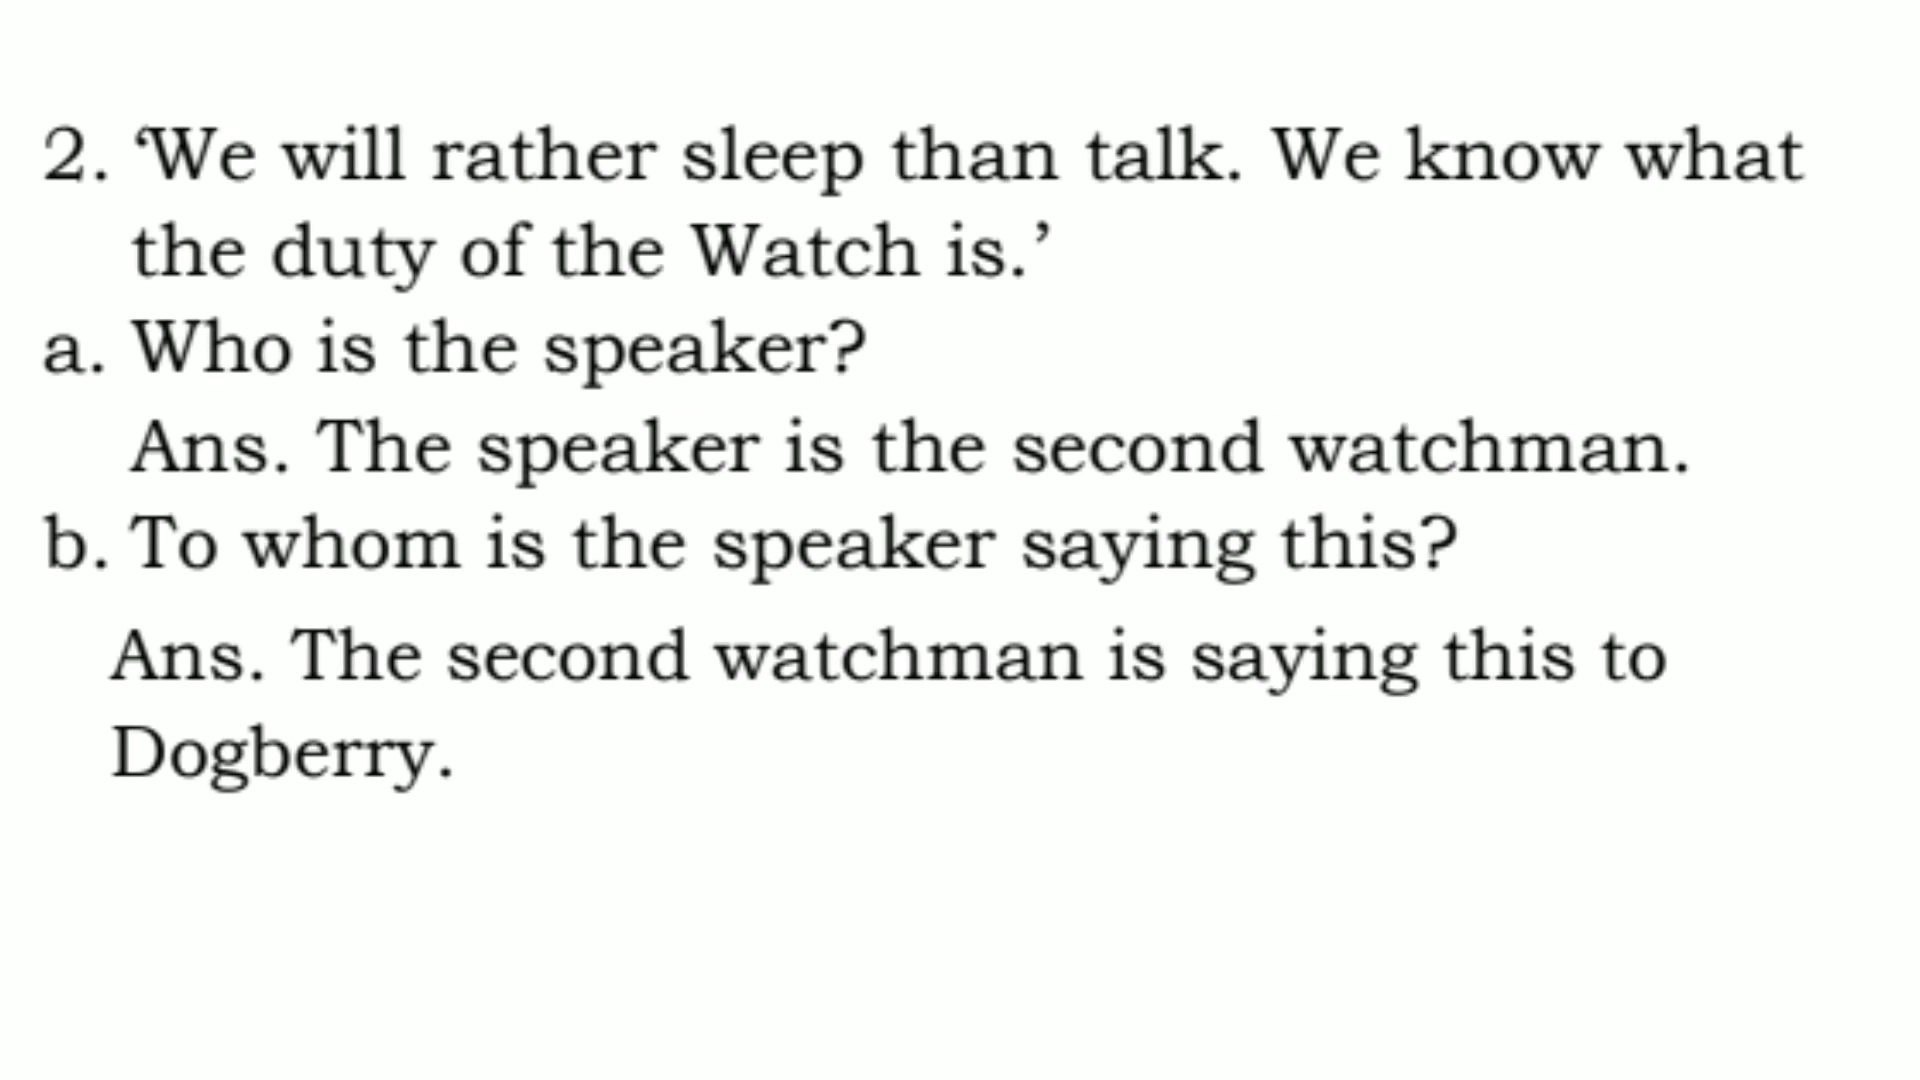 2. ‘We will rather sleep than talk. We know what
the duty of the Watch is.’
a. Who is the speaker?
Ans. The speaker is the second watchman.
b. To whom is the speaker saying this?
Ans. The second watchman is saying this to
Dogberry.